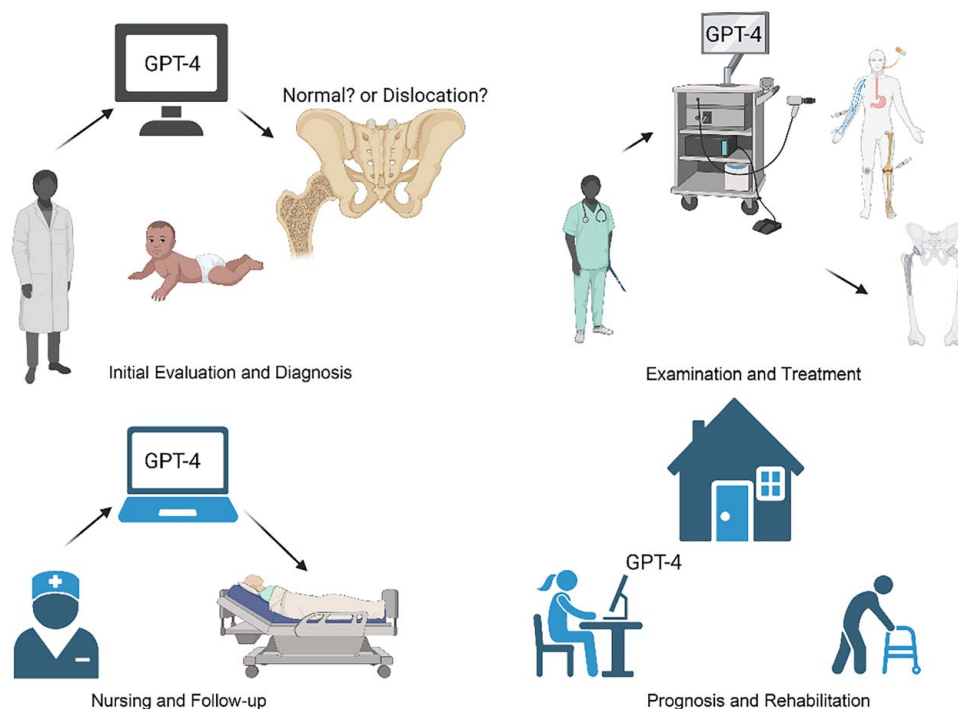 GPT-4
Normal? or Dislocation?
Initial Evaluation and Diagnosis
GPT-4
Examination and Treatment
GPT-4
Nursing and Follow-up
GPT-4
Prognosis and Rehabilitation